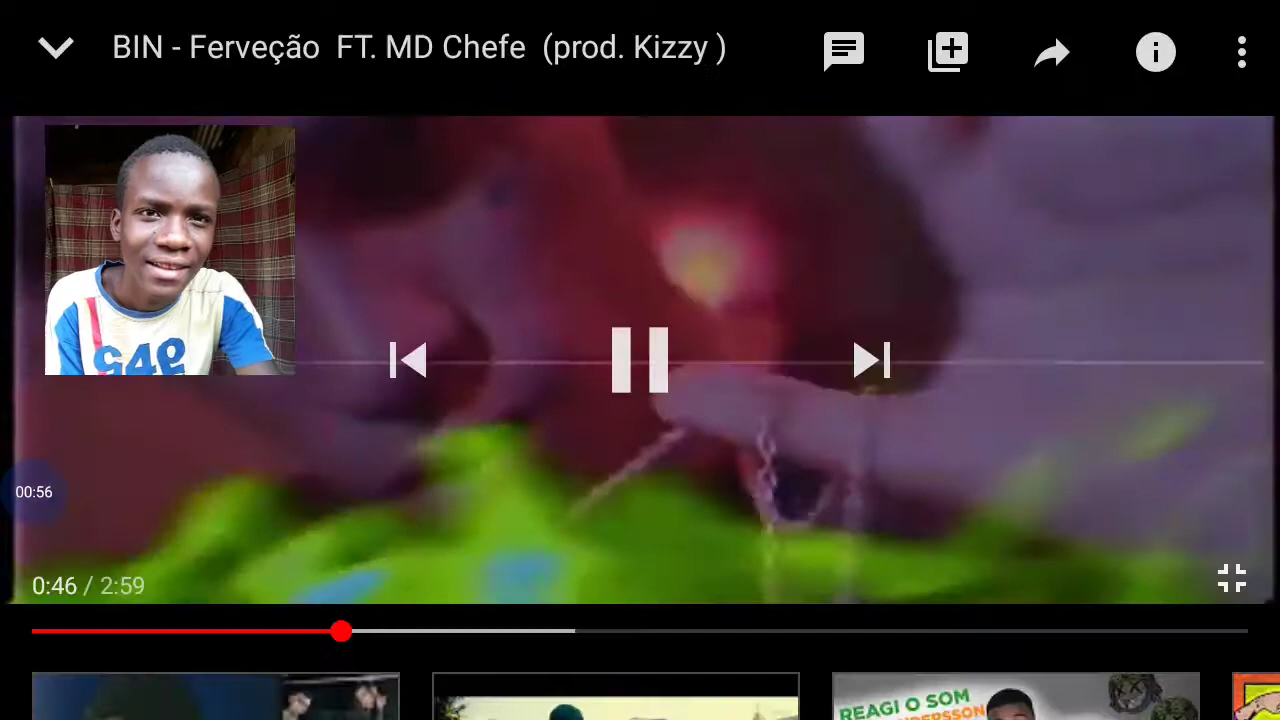 BIN - Ferveção  FT. MD Chefe  (prod. Kizzy )
00:56
0:46 / 2:59
REAGI O SOM